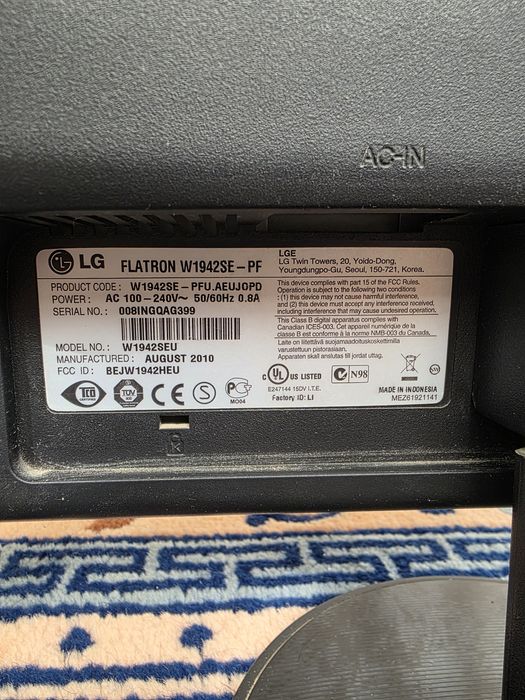 AC-IN
LG FLATRON W1942SE-PF
PRODUCT CODE: W1942SE-PFU.AEUJOPD
POWER: AC 100-240V~ 50/60Hz 0.8A
SERIAL NO.: 008INGQAG399
MODEL NO.: W1942SEU
MANUFACTURED: AUGUST 2010
FCC ID: BEJW1942HEU
LGE
LG Twin Towers, 20, Yoido-Dong,
Youngdungpo-Gu, Seoul, 150-721, Korea.
This device complies with part 15 of the FCC Rules.
Operation is subject to the following two conditions
: (1) this device may not cause harmful interference,
and (2) this device must accept any interference received,
including interference that may cause undesired operation.
This Class B digital apparatus complies with
Canadian ICES-003. Cet appareil numérique de la
classe B est conforme à la norme NMB-003 du Canada.
Laite on liitettävä suojamaadoituskoskettimilla
varustettuun pistorasiaan.
Apparaten skall anslutas till jordat uttag.
TCO
CERTIFIED
TÜV
CE
S
MO04
C UL US LISTED
E247144 15DV I.T.E.
Factory ID: LI
N98
MADE IN INDONESIA
MEZ61921141